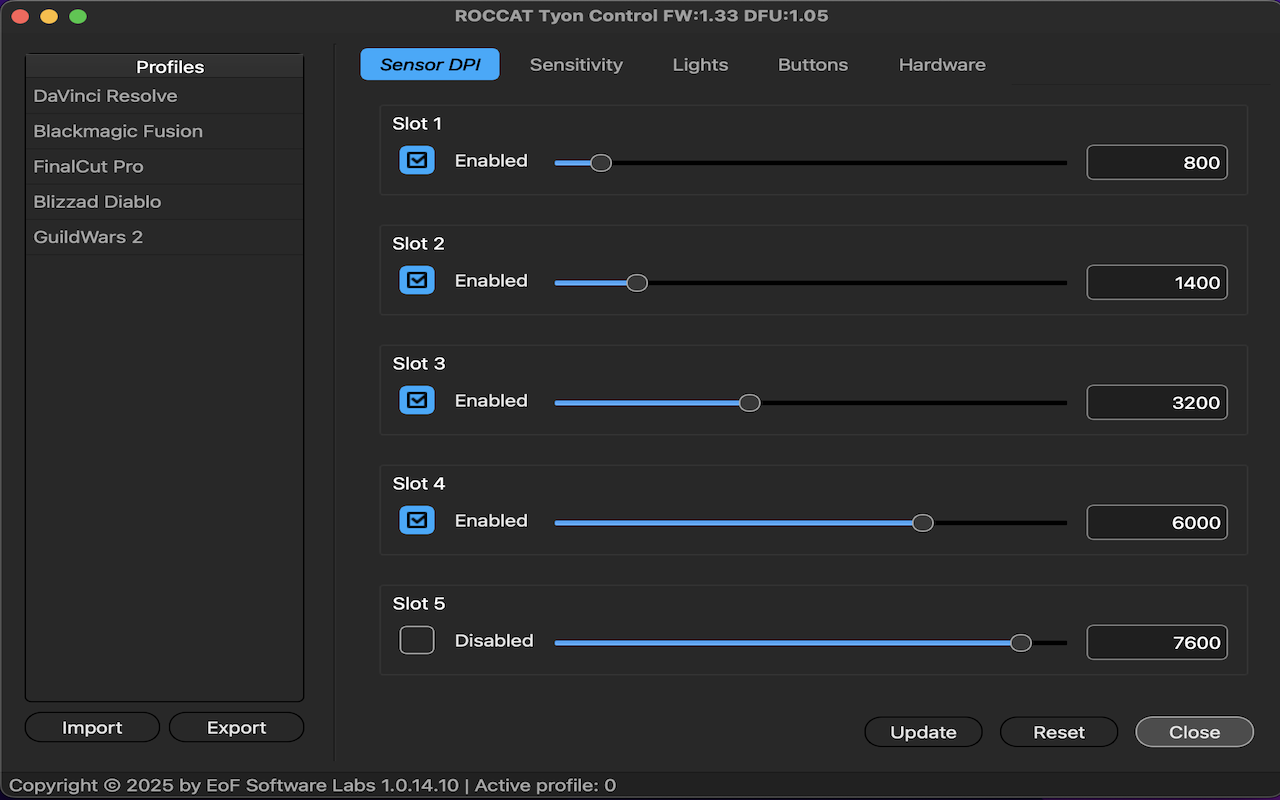 ROCCAT Tyon Control FW:1.33 DFU:1.05
Profiles
DaVinci Resolve
Blackmagic Fusion
FinalCut Pro
Blizzad Diablo
GuildWars 2
Import Export
Sensor DPI Sensitivity Lights Buttons Hardware
Slot 1
Enabled 800
Slot 2
Enabled 1400
Slot 3
Enabled 3200
Slot 4
Enabled 6000
Slot 5
Disabled 7600
Update Reset Close
Copyright © 2025 by EoF Software Labs 1.0.14.10 | Active profile: 0